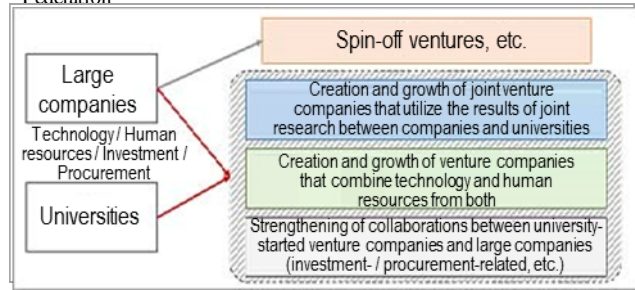 Spin-off ventures, etc.
Large
companies
Technology / Human
resources / Investment /
Procurement
Universities
Creation and growth of joint venture
companies that utilize the results of joint
research between companies and universities
Creation and growth of venture companies
that combine technology and human
resources from both
Strengthening of collaborations between university-
started venture companies and large companies
(investment- / procurement-related, etc.)